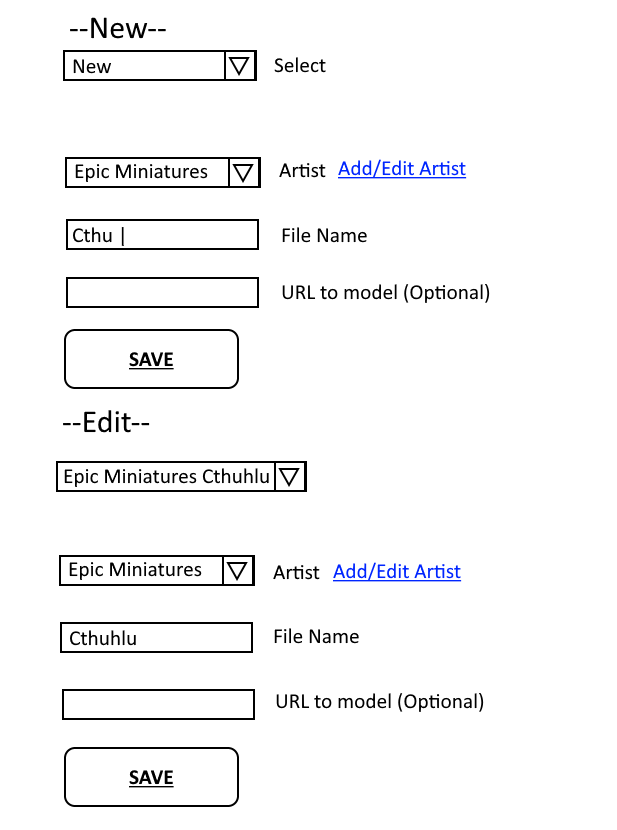 --New--
New Select
Epic Miniatures Artist Add/Edit Artist
Cthu | File Name
URL to model (Optional)
SAVE
--Edit--
Epic Miniatures Cthuhlu
Epic Miniatures Artist Add/Edit Artist
Cthuhlu File Name
URL to model (Optional)
SAVE